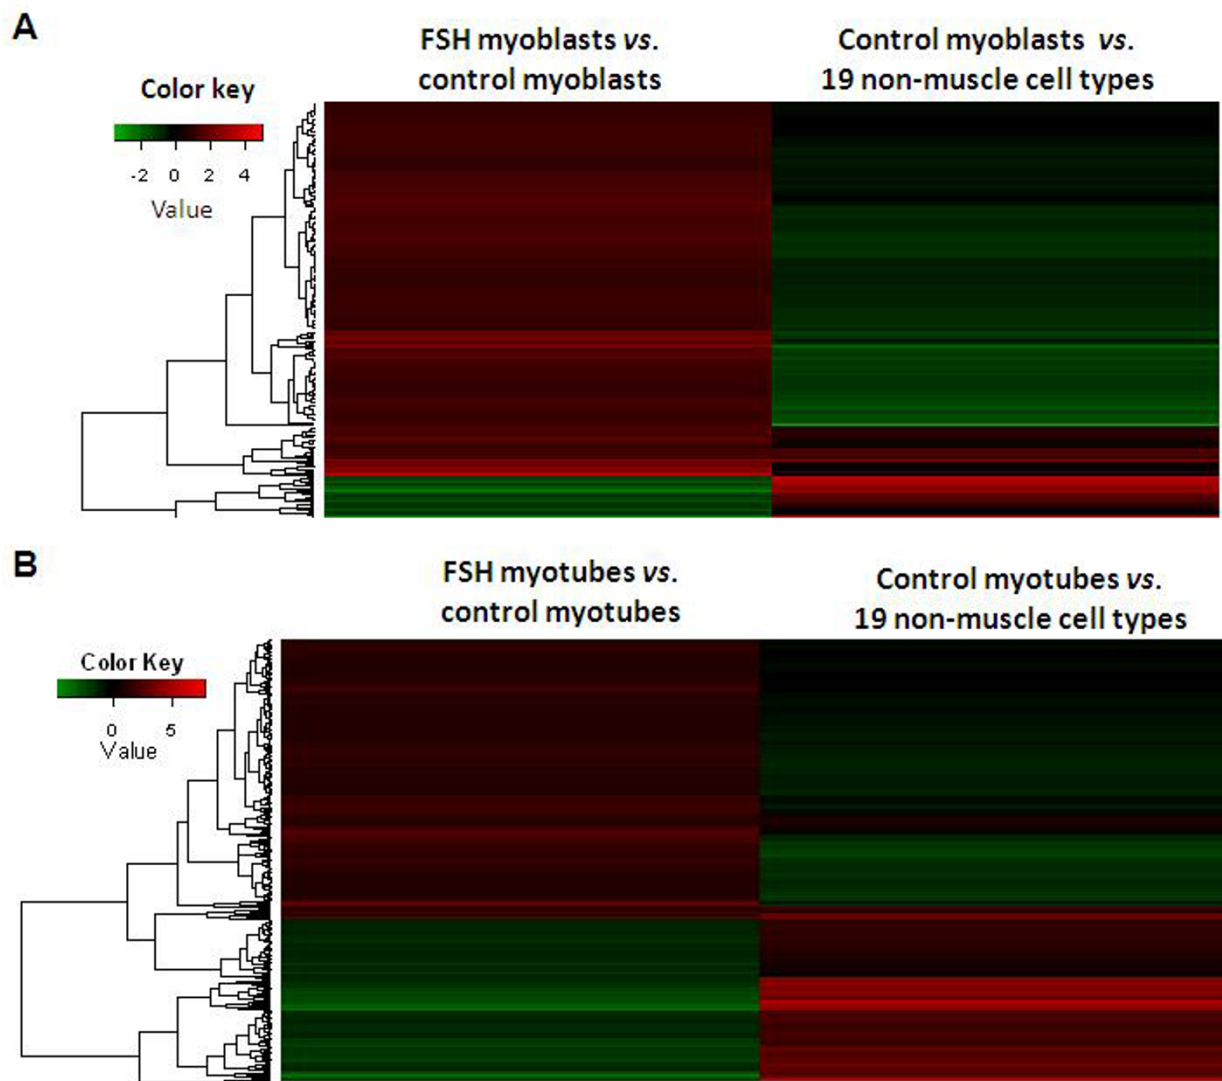 A
FSH myoblasts vs.
control myoblasts
Control myoblasts vs.
19 non-muscle cell types
Color key
-2 0 2 4
Value
B
FSH myotubes vs.
control myotubes
Control myotubes vs.
19 non-muscle cell types
Color Key
0 5
Value